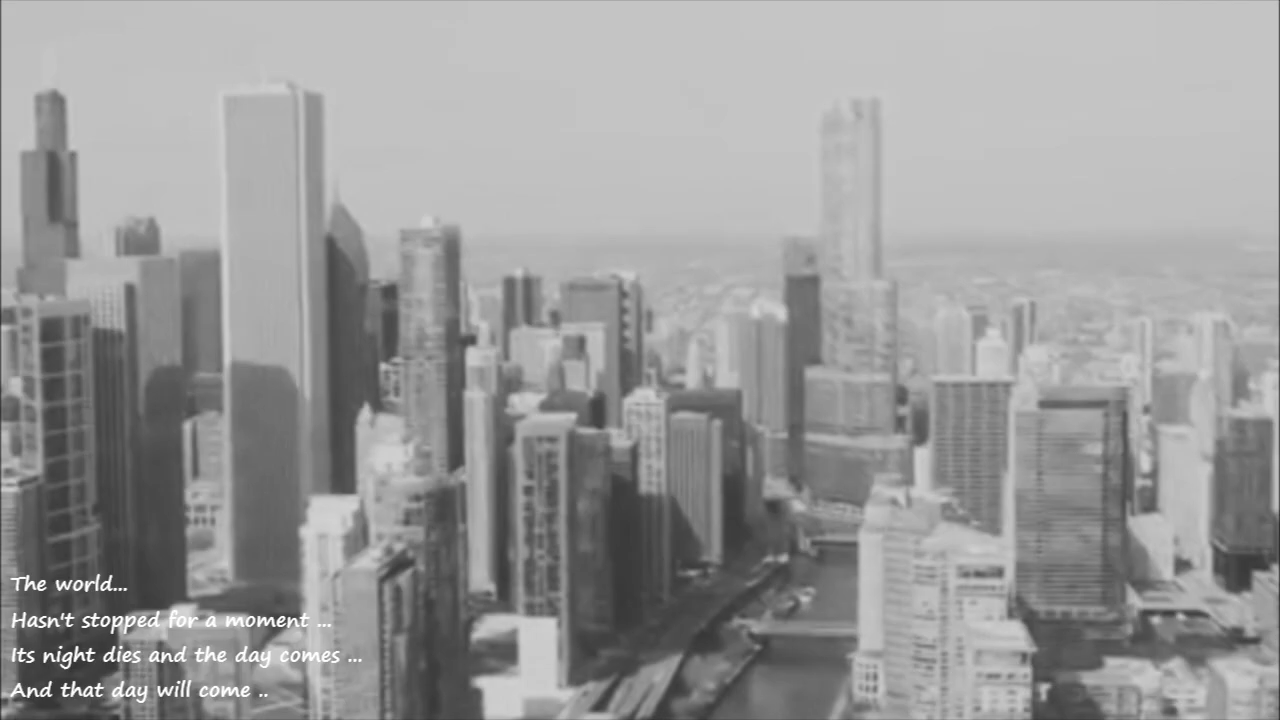 The world...
Hasn't stopped for a moment ...
Its night dies and the day comes ...
And that day will come ..